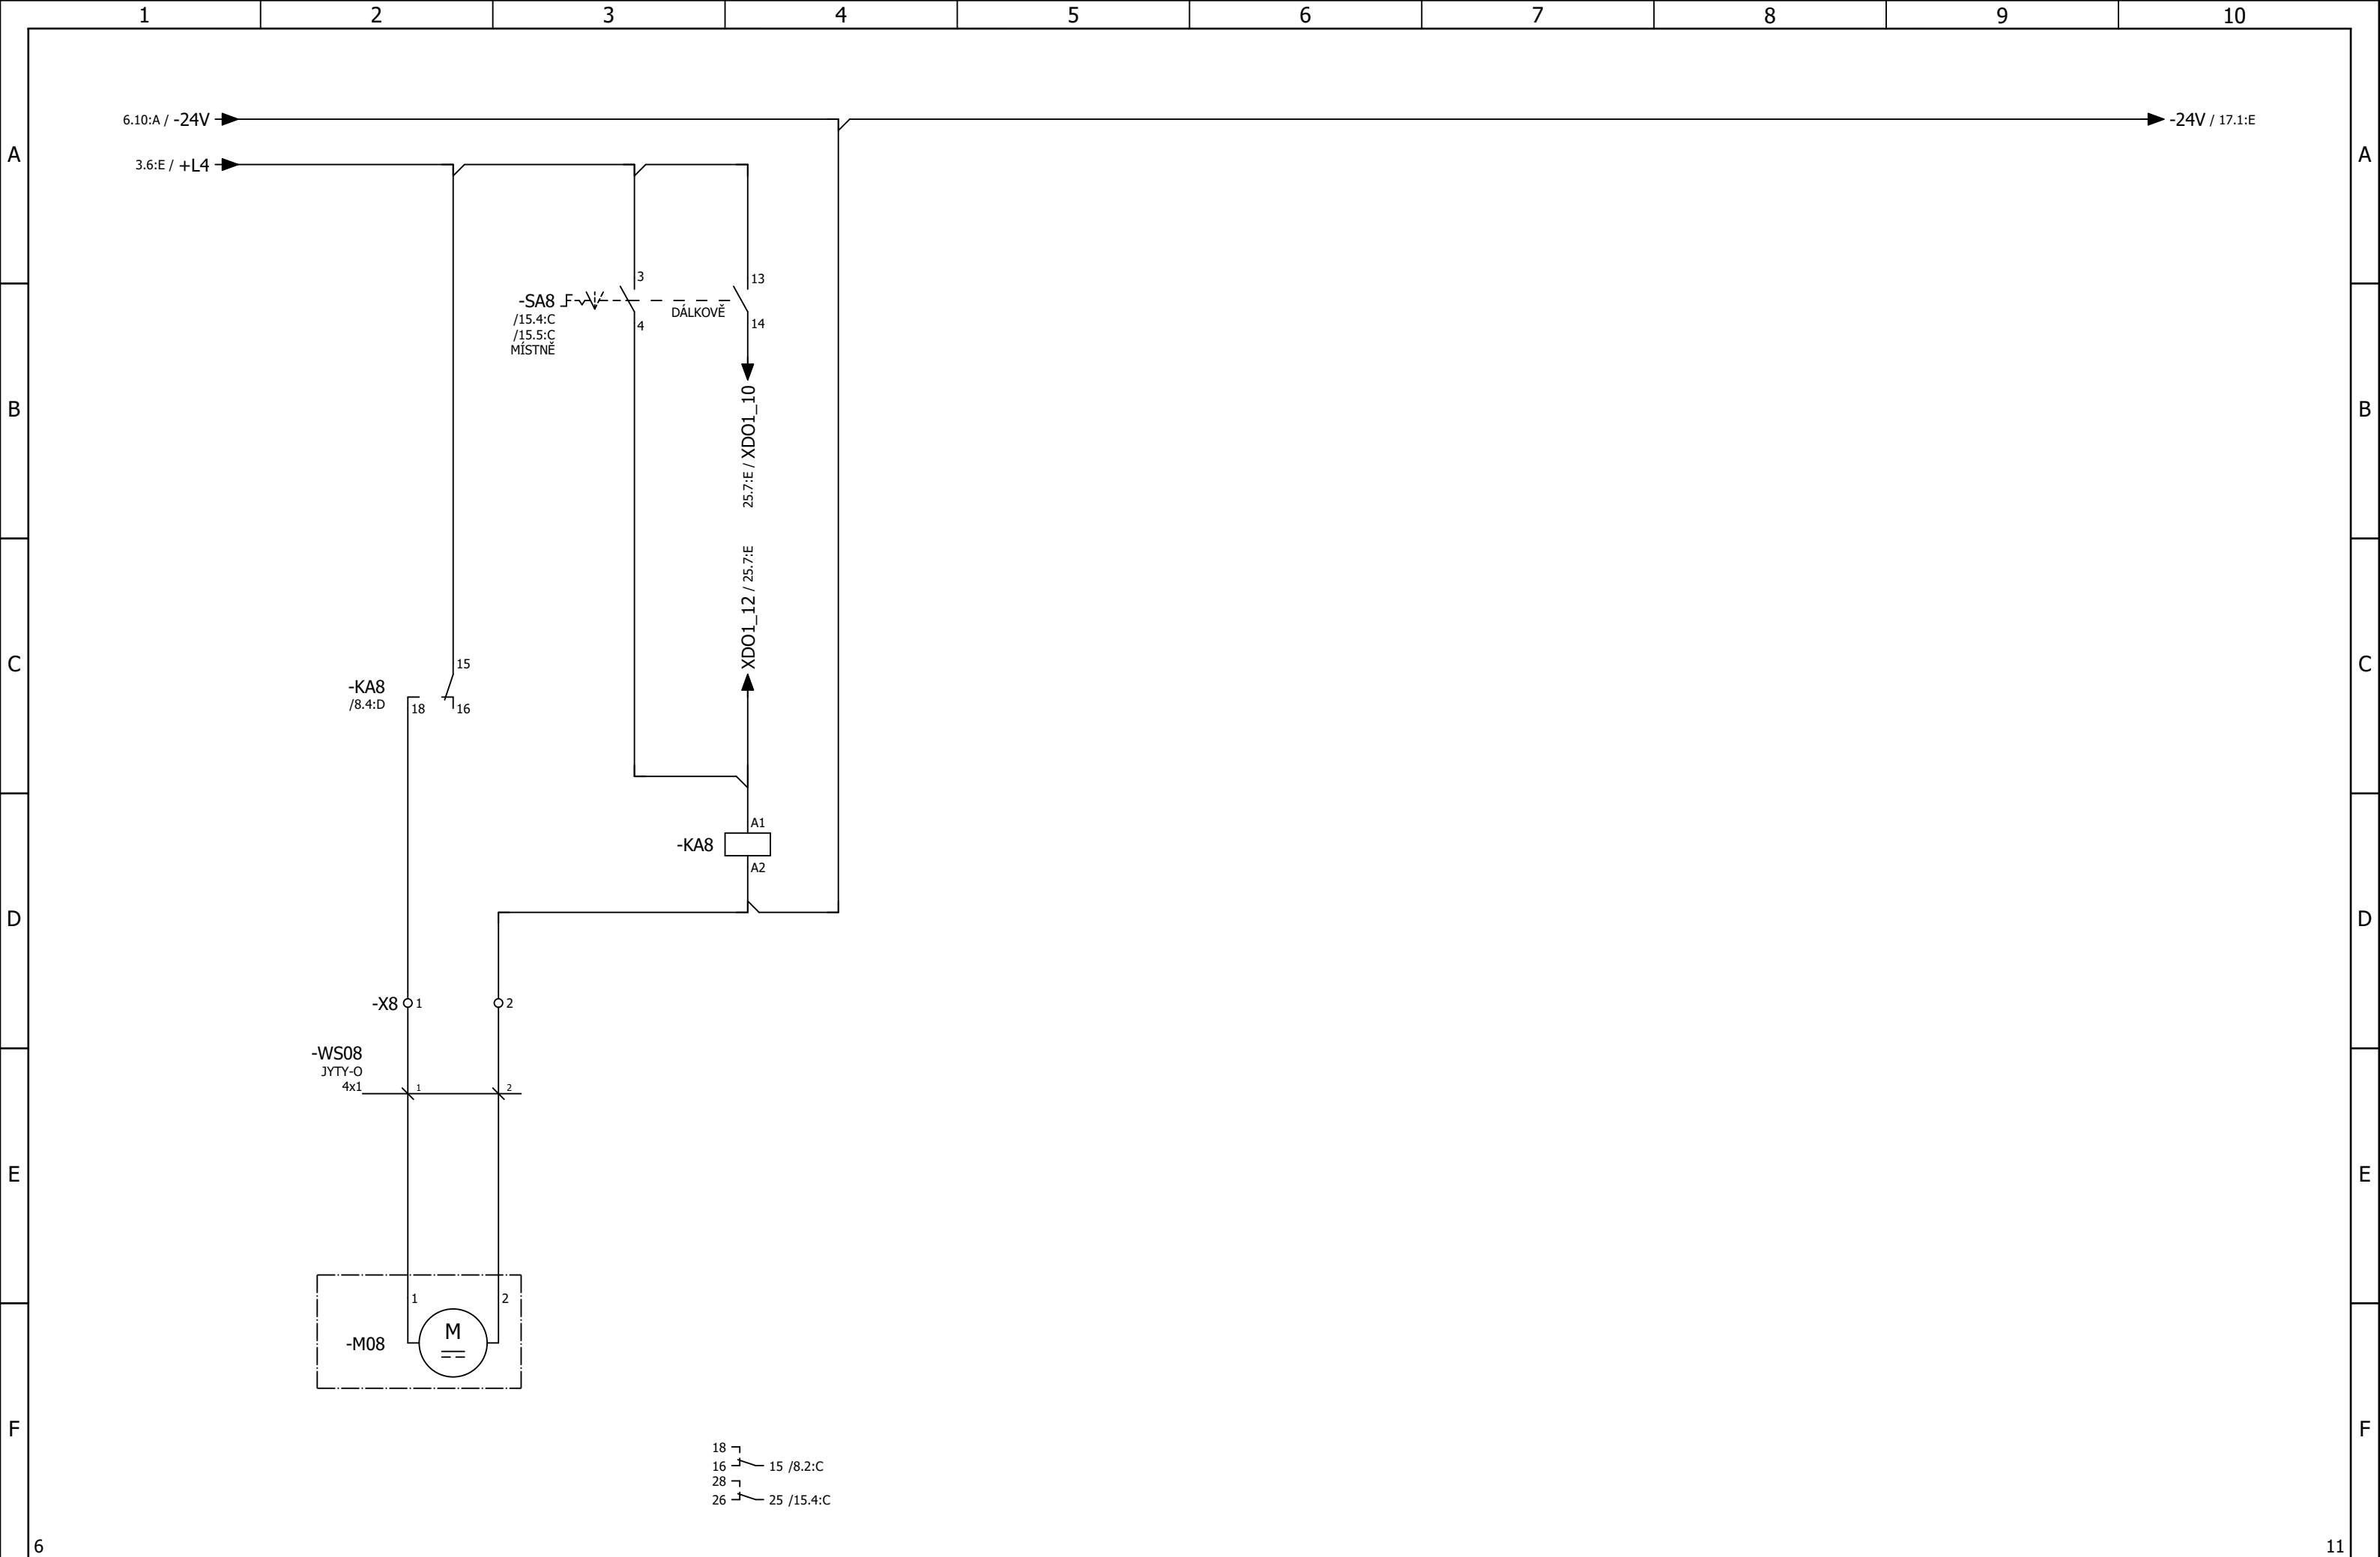 1 2 3 4 5 6 7 8 9 10
6.10:A / -24V
-24V / 17.1:E
A A
3.6:E / +L4
3 13
-SA8
/15.4:C
/15.5:C
MÍSTNĚ
DÁLKOVĚ
4 14
25.7:E / XDO1_10
B B
XDO1_12 / 25.7:E
C C
15
-KA8
/8.4:D
18 16
A1
-KA8
A2
D D
-X8 1 2
-WS08
JYTY-O
4x1
1 2
E E
1 2
M
-M08
F F
18
16 15 /8.2:C
28
26 25 /15.4:C
6 11